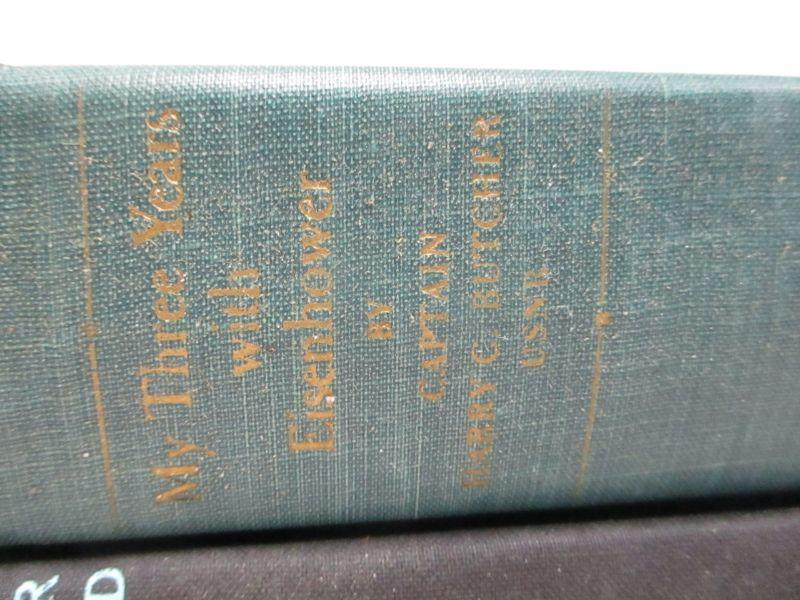 My Three Years
with
Eisenhower
BY
CAPTAIN
HARRY C. BUTCHER
USNR
R
D